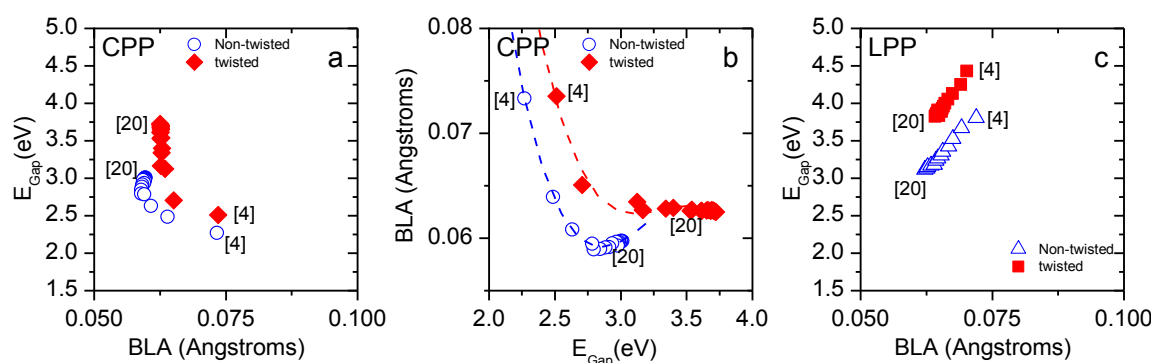 CPP
a
Non-twisted
twisted
[20]
[20]
[4]
[4]
5.0
4.5
4.0
3.5
3.0
2.5
2.0
1.5
E_Gap(eV)
0.050
0.075
0.100
BLA (Angstroms)
CPP
b
Non-twisted
twisted
[4]
[4]
[20]
[20]
0.08
0.07
0.06
0.05
BLA (Angstroms)
2.0
2.5
3.0
3.5
4.0
E_Gap(eV)
LPP
c
[4]
[4]
[20]
[20]
Non-twisted
twisted
5.0
4.5
4.0
3.5
3.0
2.5
2.0
1.5
E_Gap(eV)
0.050
0.075
0.100
BLA (Angstroms)